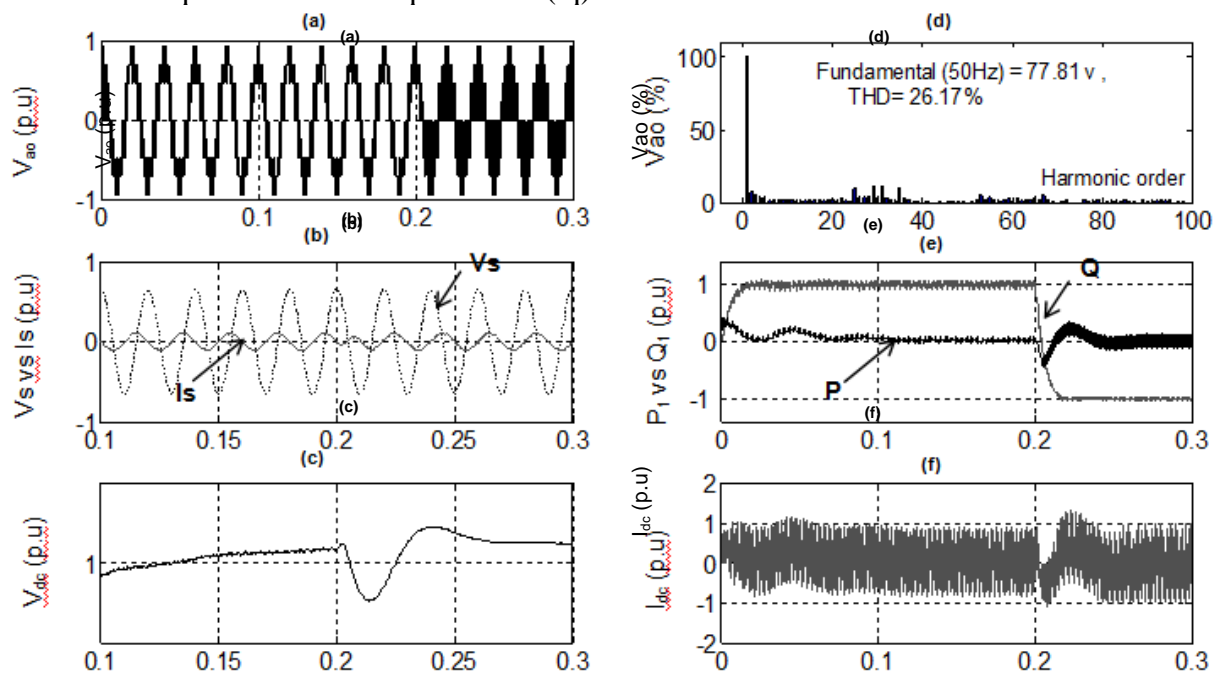 (a)
(a)
1
0
-1
V_ao (p.u)
V_ao (p.u)
0
0.1
0.2
0.3
(b)
(b)
1
0
-1
Vs vs Is (p.u)
Vs
Is
(c)
0.1
0.15
0.2
0.25
0.3
(c)
1
V_dc (p.u)
0.1
0.15
0.2
0.25
0.3
(d)
(d)
100
50
0
Vao (%)
Vao (%)
Fundamental (50Hz) = 77.81 v ,
THD= 26.17%
Harmonic order
0
20
40
60
80
100
(e)
(e)
1
0
-1
P_1 vs Q_1 (p.u)
Q
P
(f)
0
0.1
0.2
0.3
(f)
2
1
0
-1
-2
I_dc (p.u)
I_dc (p.u)
0
0.1
0.2
0.3